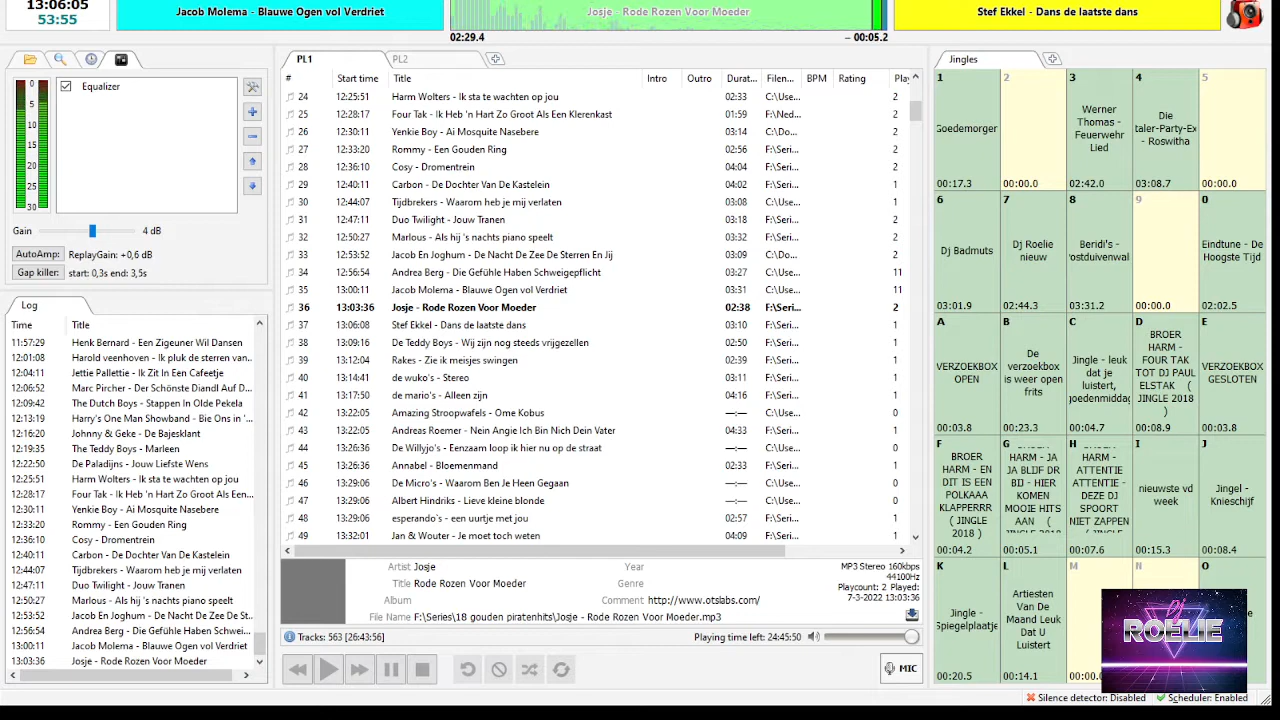 13:06:05
53:55
Jacob Molema - Blauwe Ogen vol Verdriet
Josje - Rode Rozen Voor Moeder
Stef Ekkel - Dans de laatste dans
02:29.4
– 00:05.2
Equalizer
0
5
10
15
20
25
30
Gain
4 dB
AutoAmp:
ReplayGain: +0,6 dB
Gap killer:
start: 0,3s end: 3,5s
Log
Time Title
11:57:29 Henk Bernard - Een Zigeuner Wil Dansen
12:01:08 Harold veenhoven - Ik pluk de sterren van...
12:04:11 Jettie Pallettie - Ik Zit In Een Cafeetje
12:06:52 Marc Pircher - Der Schönste Diandl Auf D...
12:09:42 The Dutch Boys - Stappen In Olde Pekela
12:13:19 Harry's One Man Showband - Bie Ons in '...
12:16:20 Johnny & Geke - De Bajesklant
12:19:35 The Teddy Boys - Marleen
12:22:50 De Paladijns - Jouw Liefste Wens
12:25:51 Harm Wolters - Ik sta te wachten op jou
12:28:17 Four Tak - Ik Heb 'n Hart Zo Groot Als Een...
12:30:11 Yenkie Boy - Ai Mosquite Nasebere
12:33:20 Rommy - Een Gouden Ring
12:36:10 Cosy - Dromentrein
12:40:11 Carbon - De Dochter Van De Kastelein
12:44:07 Tijdbrekers - Waarom heb je mij verlaten
12:47:11 Duo Twilight - Jouw Tranen
12:50:27 Marlous - Als hij 's nachts piano speelt
12:53:52 Jacob En Joghum - De Nacht De Zee De St...
12:56:54 Andrea Berg - Die Gefühle Haben Schwei...
13:00:11 Jacob Molema - Blauwe Ogen vol Verdriet
13:03:36 Josje - Rode Rozen Voor Moeder
PL1
PL2
# Start time Title Intro Outro Durat... Filen... BPM Rating Play
24 12:25:51 Harm Wolters - Ik sta te wachten op jou 02:33 C:\Use... 2
25 12:28:17 Four Tak - Ik Heb 'n Hart Zo Groot Als Een Klerenkast 01:59 F:\Ned... 2
26 12:30:11 Yenkie Boy - Ai Mosquite Nasebere 03:14 C:\Do... 2
27 12:33:20 Rommy - Een Gouden Ring 02:55 F:\Seri... 2
28 12:36:10 Cosy - Dromentrein 04:04 F:\Seri... 2
29 12:40:11 Carbon - De Dochter Van De Kastelein 04:02 F:\Seri... 1
30 12:44:07 Tijdbrekers - Waarom heb je mij verlaten 03:08 F:\Seri... 1
31 12:47:11 Duo Twilight - Jouw Tranen 03:18 F:\Seri... 2
32 12:50:27 Marlous - Als hij 's nachts piano speelt 03:32 F:\Seri... 2
33 12:53:52 Jacob En Joghum - De Nacht De Zee De Sterren En Jij 03:09 C:\Do... 2
34 12:56:54 Andrea Berg - Die Gefühle Haben Schweigepflicht 03:27 C:\Use... 11
35 13:00:11 Jacob Molema - Blauwe Ogen vol Verdriet 03:31 C:\Use... 11
36 13:03:36 Josje - Rode Rozen Voor Moeder 02:38 F:\Seri... 2
37 13:06:08 Stef Ekkel - Dans de laatste dans 03:10 F:\Seri... 1
38 13:09:16 De Teddy Boys - Wij zijn nog steeds vrijgezellen 02:50 F:\Seri... 1
39 13:12:04 Rakes - Zie ik meisjes swingen 02:39 F:\Seri... 1
40 13:14:41 de wuko's - Stereo 03:11 F:\Seri... 1
41 13:17:50 de mario's - Alleen zijn 04:16 F:\Seri... 1
42 13:22:05 Amazing Stroopwafels - Ome Kobus —:— C:\Use... 0
43 13:22:05 Andreas Roemer - Nein Angie Ich Bin Nich Dein Vater 04:33 F:\Seri... 1
44 13:26:36 De Willyjo's - Eenzaam loop ik hier nu op de straat —:— C:\Use... 0
45 13:26:36 Annabel - Bloemenmand 02:33 F:\Seri... 1
46 13:29:06 De Micro's - Waarom Ben Je Heen Gegaan —:— C:\Use... 0
47 13:29:06 Albert Hindriks - Lieve kleine blonde —:— C:\Use... 0
48 13:29:06 esperando`s - een uurtje met jou 02:57 F:\Seri... 1
49 13:32:01 Jan & Wouter - Je moet toch weten 04:09 F:\Seri... 1
Artist Josje Year
Title Rode Rozen Voor Moeder Genre
Album Comment http://www.otslabs.com/
File Name F:\Series\18 gouden piratenhits\Josje - Rode Rozen Voor Moeder.mp3
MP3 Stereo 160kbps
44100Hz
Playcount: 2 Played:
7-3-2022 13:03:36
Tracks: 563 [26:43:56]
Playing time left: 24:45:50
MIC
Jingles
1
Goedemorger
00:17.3
2
00:00.0
3
Werner
Thomas -
Feuerwehr
Lied
02:42.0
4
Die
taler-Party-Ex
- Roswitha
03:08.7
5
00:00.0
6
Dj Badmuts
03:01.9
7
Dj Roelie
nieuw
02:44.3
8
Beridi's -
ostduivenwal
03:31.2
9
00:00.0
0
Eindtune - De
Hoogste Tijd
02:02.5
A
VERZOEKBOX
OPEN
00:03.8
B
De
verzoekbox
is weer open
frits
00:23.3
C
Jingle - leuk
dat je
luistert,
goedenmiddag
00:04.7
D
BROER
HARM -
FOUR TAK
TOT DJ PAUL
ELSTAK (
JINGLE 2018
)
00:08.9
E
VERZOEKBOX
GESLOTEN
00:03.8
F
BROER
HARM - EN
DIT IS EEN
POLKAAA
KLAPPERRR
( JINGLE
2018 )
00:04.2
G
BROER
HARM - JA
JA BLIJF DR
BIJ - HIER
KOMEN
MOOIE HITS
AAN (
JINGLE 2018
00:05.1
H
BROER
HARM -
ATTENTIE
ATTENTIE -
DEZE DJ
SPOORT
NIET ZAPPEN
00:07.6
I
nieuwste vd
week
00:15.3
J
Jingel -
Knieschijf
00:08.4
K
Jingle -
Spiegelplaatje
00:20.5
L
Artiesten
Van De
Maand Leuk
Dat U
Luistert
00:14.1
M
00:00.
N
O
Dj
ROELIE
Silence detector: Disabled
Scheduler: Enabled